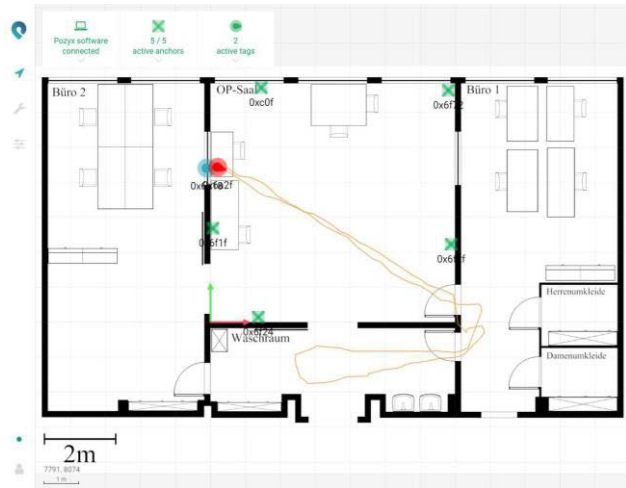 Pozyx software
connected
5 / 5
active anchors
2
active tags
Büro 2
OP-Saal
Büro 1
0xc0f
0x6f72
0x6f1f
0x6f24
Herrenumkleide
Waschraum
Damenumkleide
2m
7791, 8074
1 m